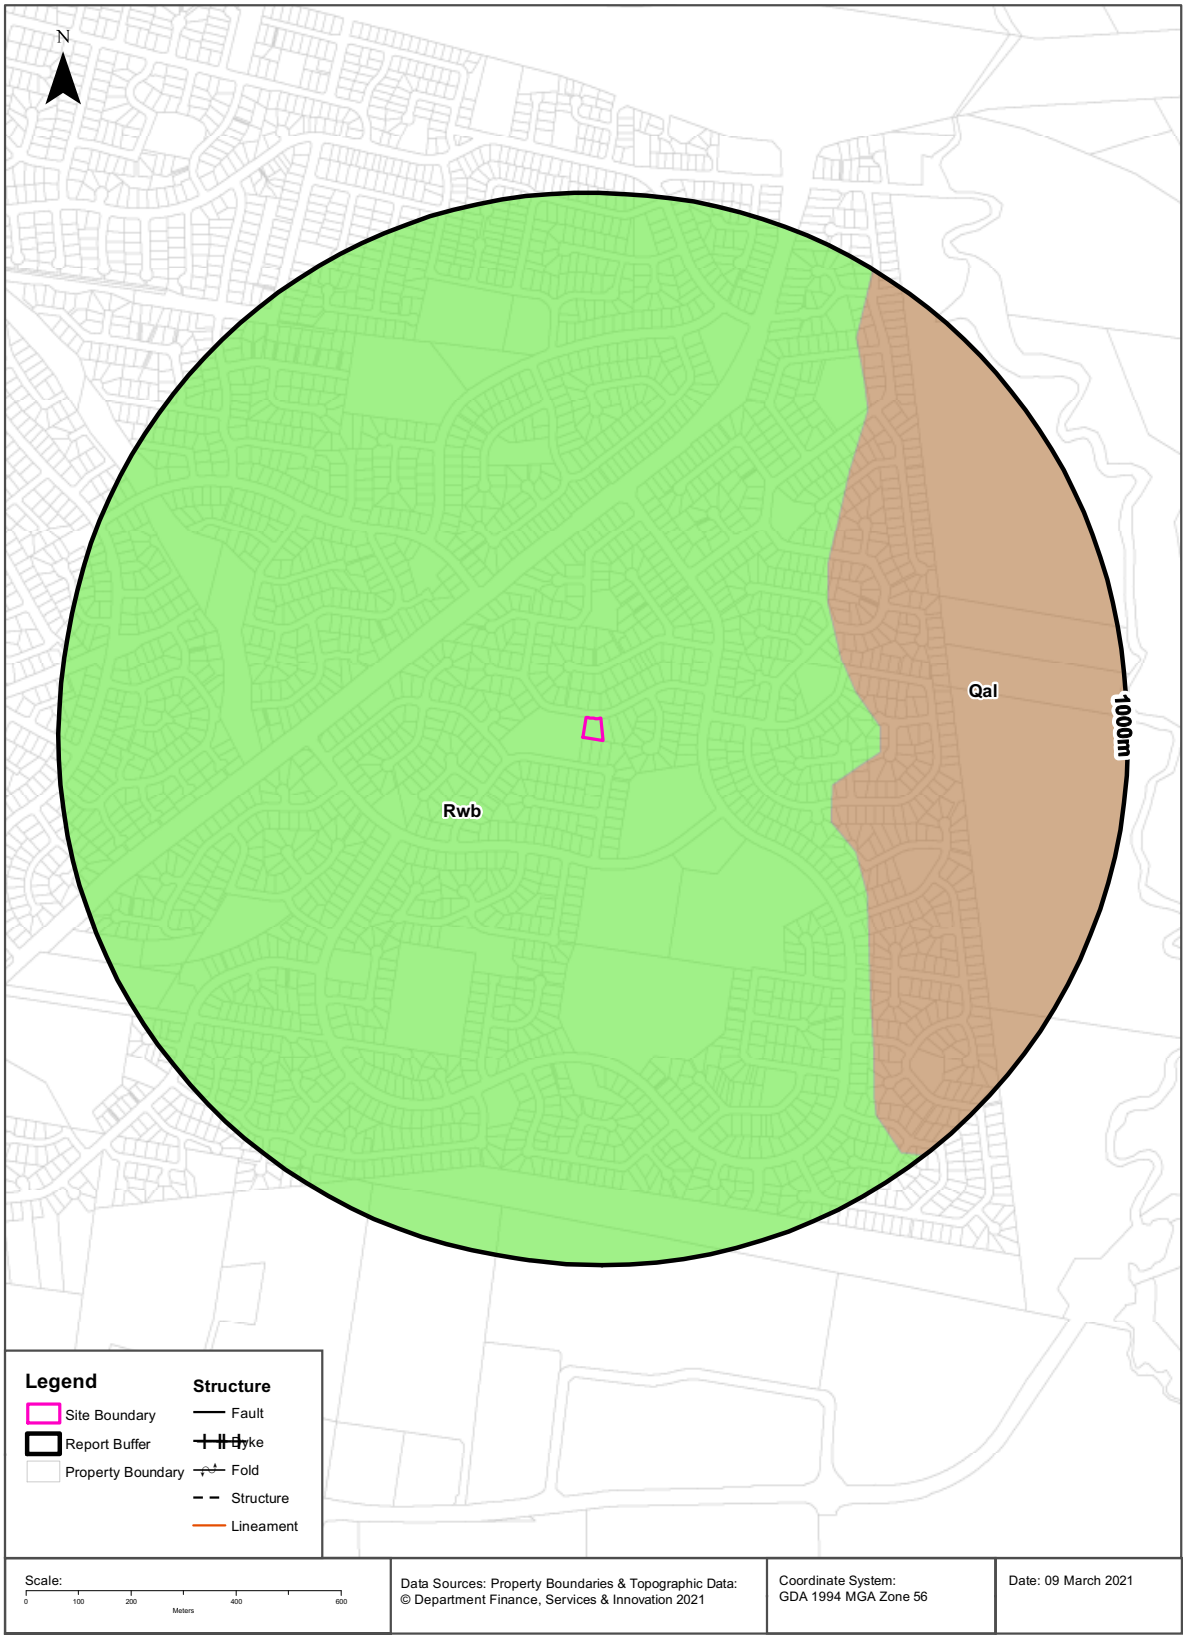 N
Qal
1000m
Rwb
Legend
Site Boundary
Report Buffer
Property Boundary
Structure
Fault
Dyke
Fold
Structure
Lineament
Scale:
0 100 200 400 600
Meters
Data Sources: Property Boundaries & Topographic Data:
© Department Finance, Services & Innovation 2021
Coordinate System:
GDA 1994 MGA Zone 56
Date: 09 March 2021